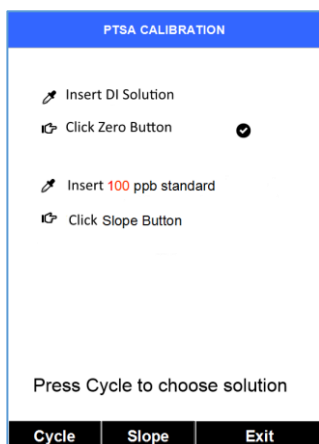 PTSA CALIBRATION
Insert DI Solution
Click Zero Button
Insert 100 ppb standard
Click Slope Button
Press Cycle to choose solution
Cycle Slope Exit